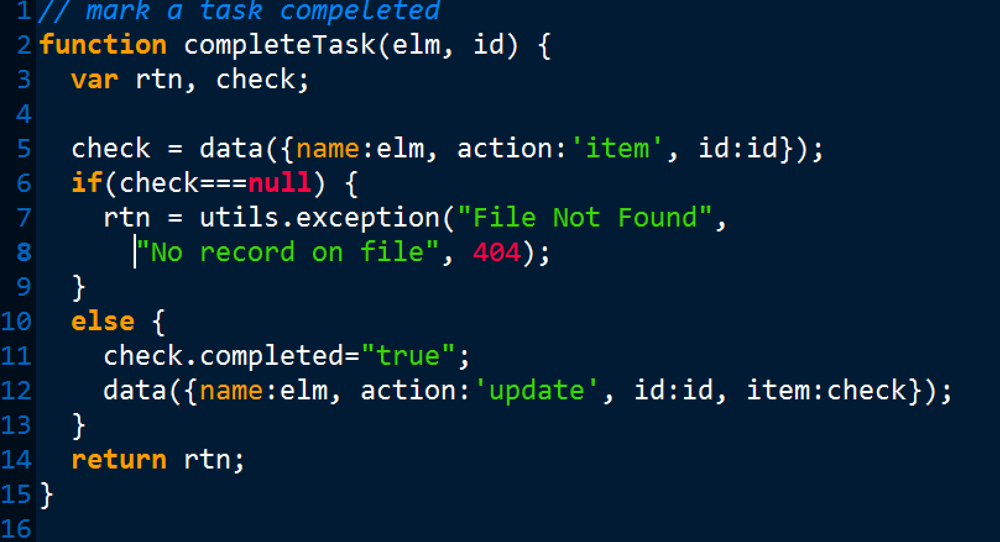 1 // mark a task compeleted
2 function completeTask(elm, id) {
3   var rtn, check;
4
5   check = data({name:elm, action:'item', id:id});
6   if(check===null) {
7     rtn = utils.exception("File Not Found",
8       "No record on file", 404);
9   }
10   else {
11     check.completed="true";
12     data({name:elm, action:'update', id:id, item:check});
13   }
14   return rtn;
15 }
16